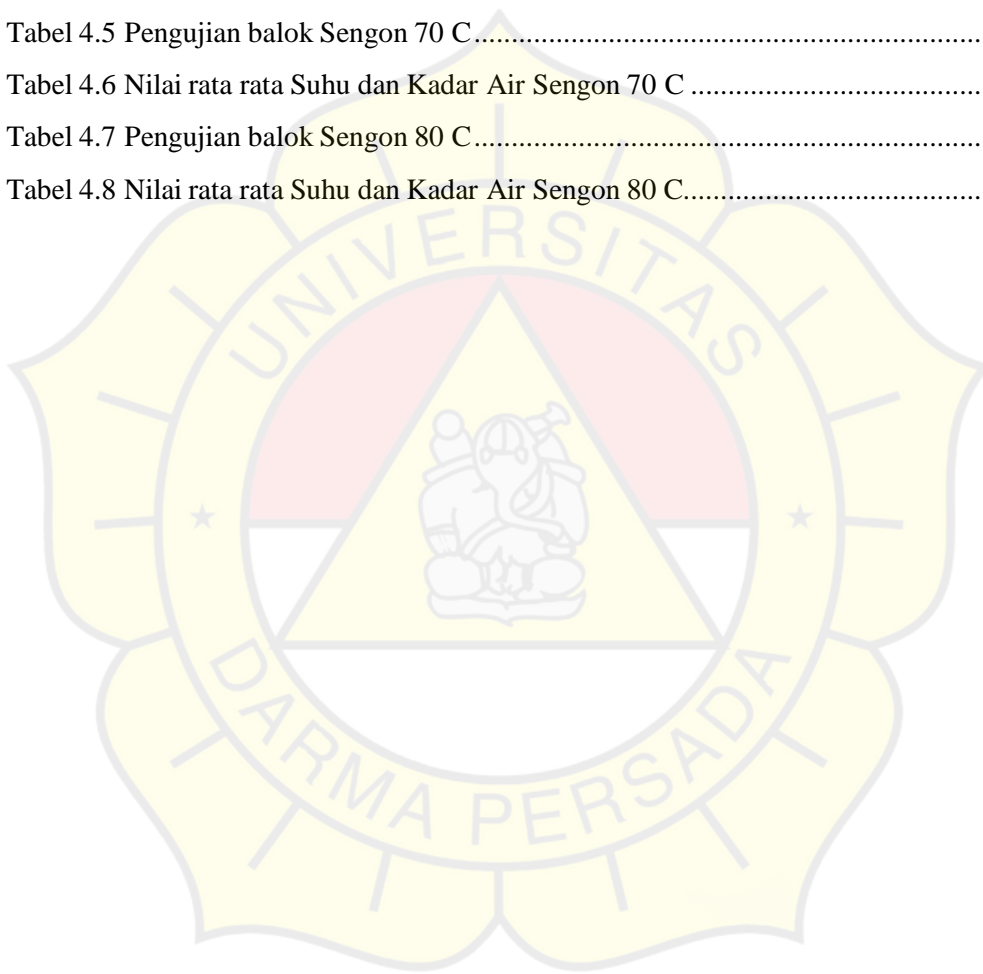 Tabel 4.5 Pengujian balok Sengon 70 C....................................................................................
Tabel 4.6 Nilai rata rata Suhu dan Kadar Air Sengon 70 C ..................................
Tabel 4.7 Pengujian balok Sengon 80 C....................................................................................
Tabel 4.8 Nilai rata rata Suhu dan Kadar Air Sengon 80 C...................................
UNIVERSITAS
DARMA PERSADA